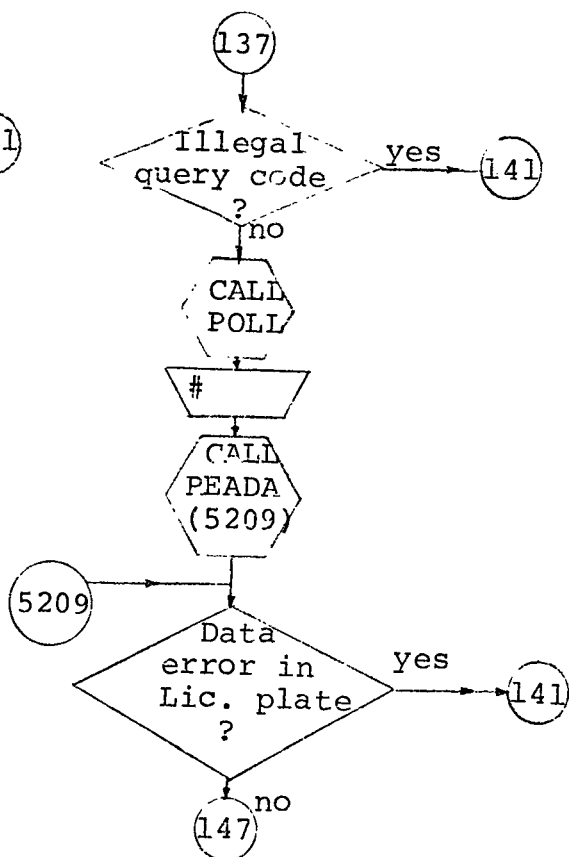 137
1
Illegal
query code
?
yes
141
no
CALL
POLL
#
CALL
PEADA
(5209)
5209
Data
error in
Lic. plate
?
yes
141
no
147